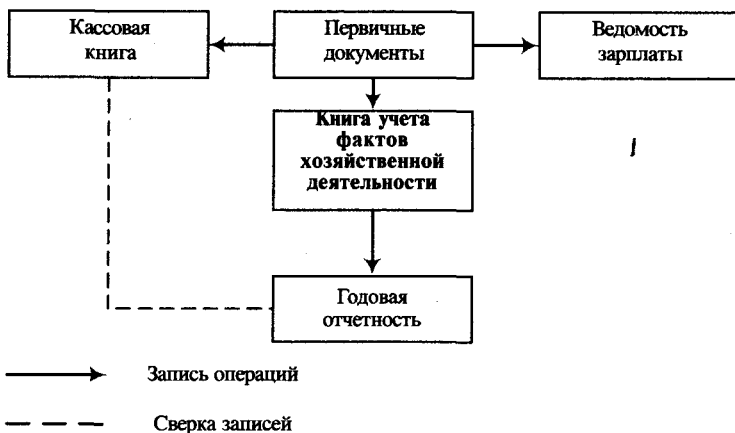 Кассовая
книга
Первичные
документы
Ведомость
зарплаты
Книга учета
фактов
хозяйственной
деятельности
Годовая
отчетность
Запись операций
Сверка записей